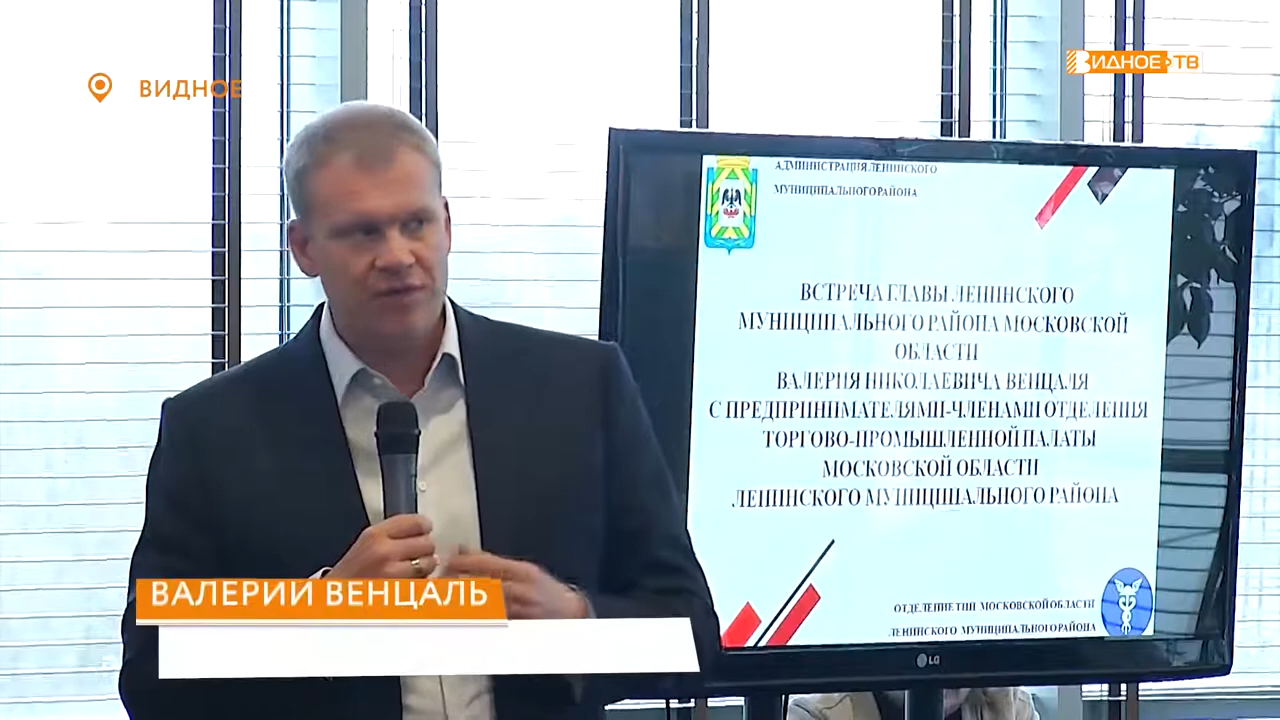 ВИДНОЕ
ВИДНОЕ ТВ
АДМИНИСТРАЦИЯ ЛЕНИНСКОГО
МУНИЦИПАЛЬНОГО РАЙОНА
ВСТРЕЧА ГЛАВЫ ЛЕНИНСКОГО
МУНИЦИПАЛЬНОГО РАЙОНА МОСКОВСКОЙ
ОБЛАСТИ
ВАЛЕРИЯ НИКОЛАЕВИЧА ВЕНЦАЛЯ
С ПРЕДПРИНИМАТЕЛЯМИ-ЧЛЕНАМИ ОТДЕЛЕНИЯ
ТОРГОВО-ПРОМЫШЛЕННОЙ ПАЛАТЫ
МОСКОВСКОЙ ОБЛАСТИ
ЛЕНИНСКОГО МУНИЦИПАЛЬНОГО РАЙОНА
ОТДЕЛЕНИЕ ТПП МОСКОВСКОЙ ОБЛАСТИ
ЛЕНИНСКОГО МУНИЦИПАЛЬНОГО РАЙОНА
LG
ВАЛЕРИИ ВЕНЦАЛЬ